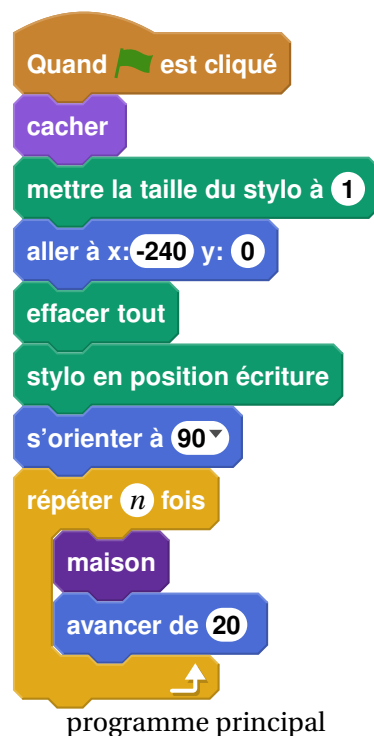 Quand est cliqué
cacher
mettre la taille du stylo à 1
aller à x: -240 y: 0
effacer tout
stylo en position écriture
s'orienter à 90
répéter n fois
maison
avancer de 20
programme principal